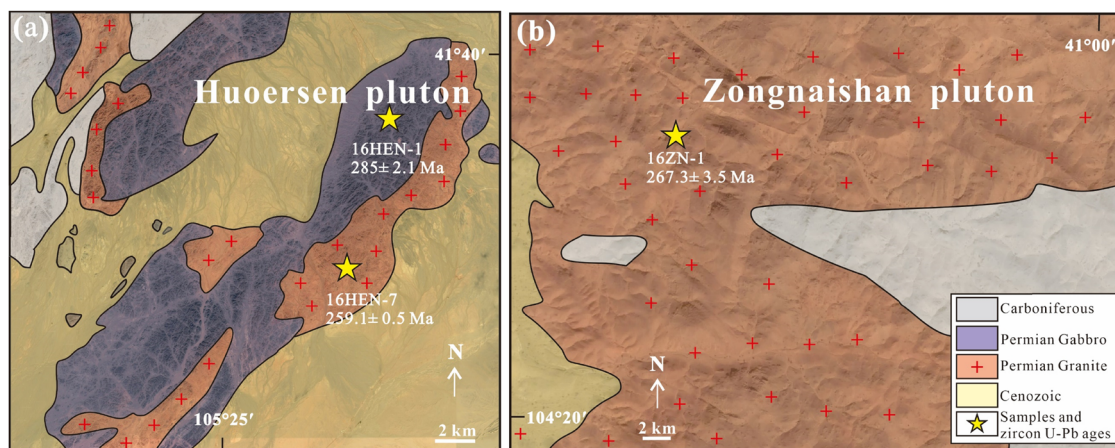 (a)
41°40′
Huoersen pluton
16HEN-1
285± 2.1 Ma
16HEN-7
259.1± 0.5 Ma
N
105°25′
2 km
(b)
41°00′
Zongnaishan pluton
16ZN-1
267.3± 3.5 Ma
N
104°20′
2 km
Carboniferous
Permian Gabbro
Permian Granite
Cenozoic
Samples and
zircon U-Pb ages